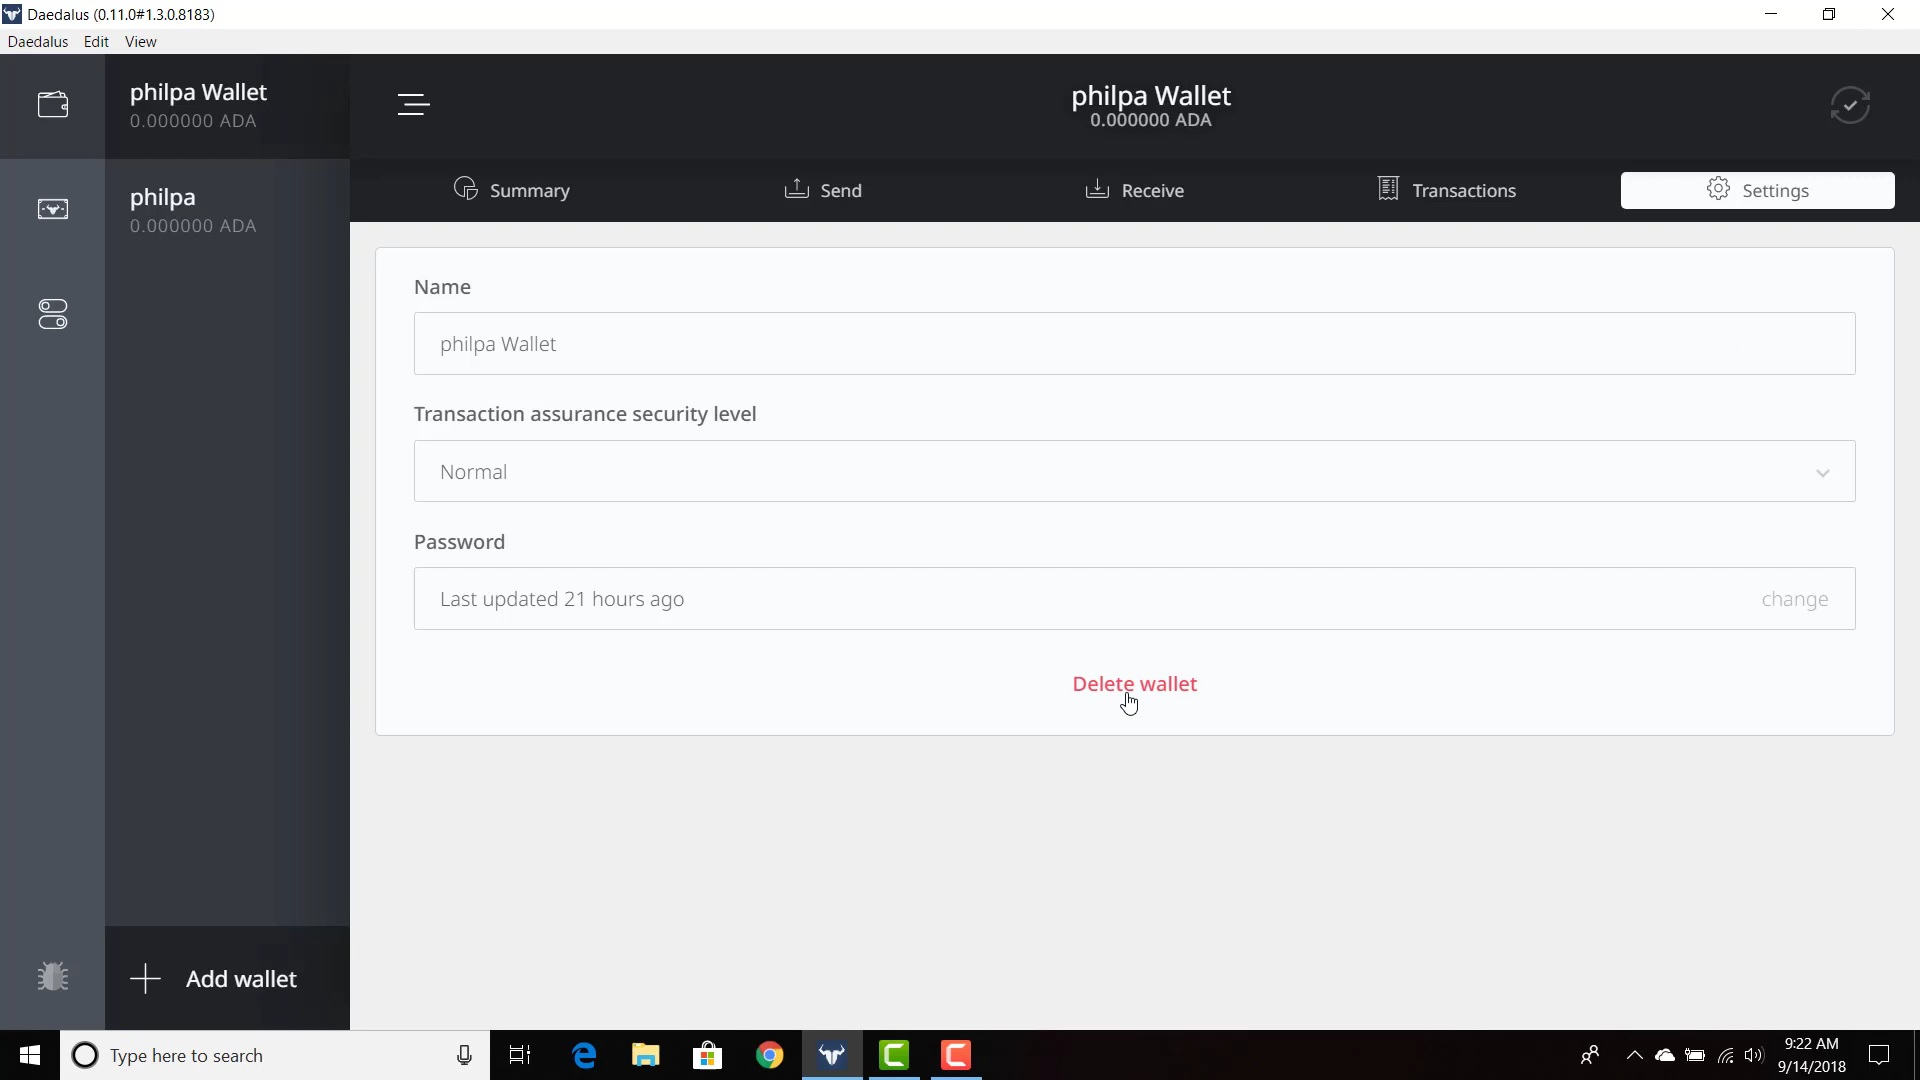 Daedalus (0.11.0#1.3.0.8183)
Daedalus Edit View
philpa Wallet
0.000000 ADA
philpa
0.000000 ADA
Add wallet
philpa Wallet
0.000000 ADA
Summary Send Receive Transactions Settings
Name
philpa Wallet
Transaction assurance security level
Normal
Password
Last updated 21 hours ago change
Delete wallet
Type here to search
9:22 AM
9/14/2018